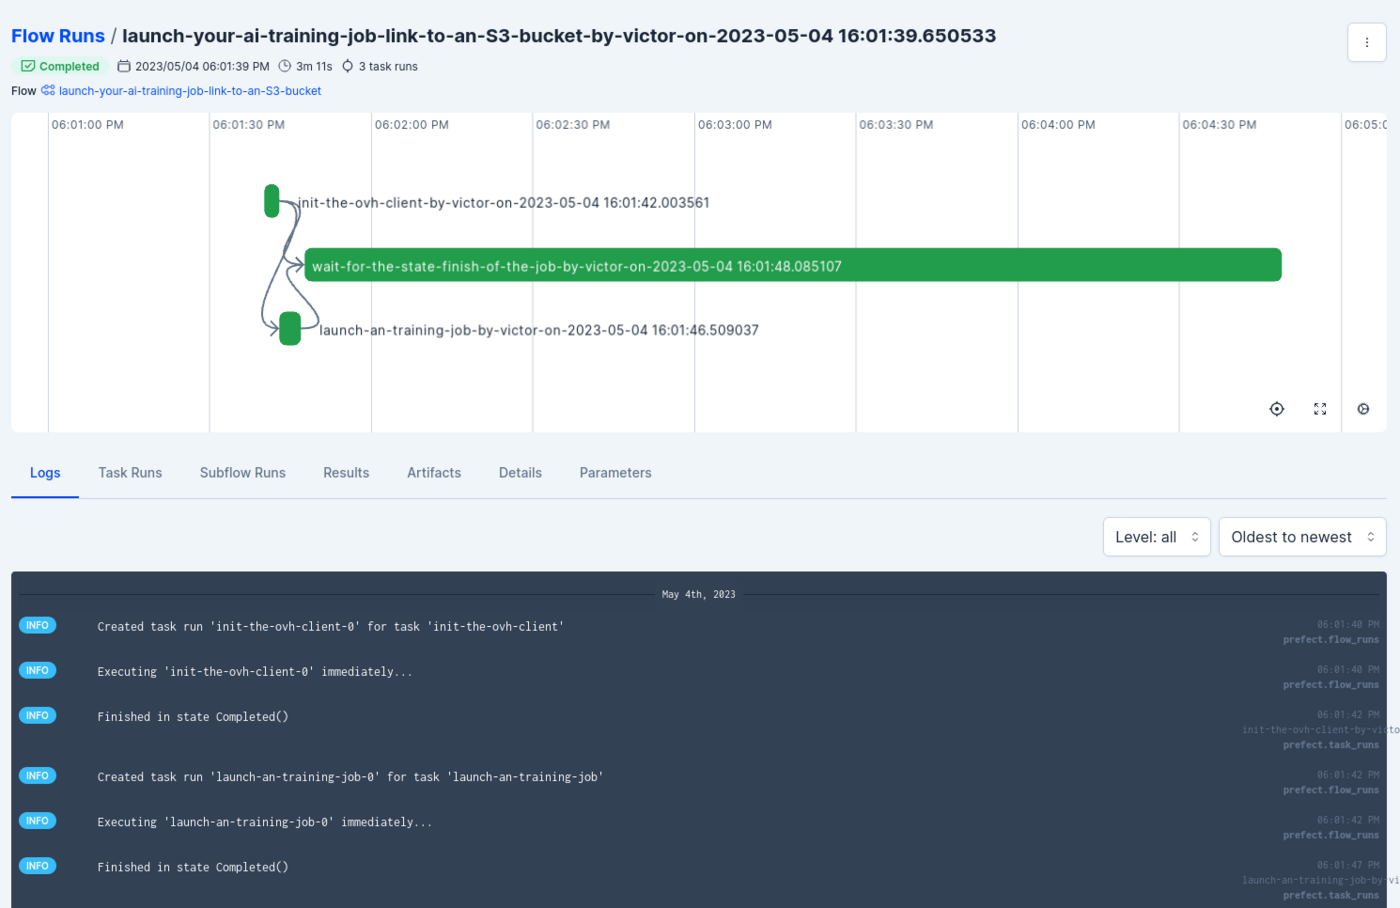 Flow Runs / launch-your-ai-training-job-link-to-an-S3-bucket-by-victor-on-2023-05-04 16:01:39.650533
Completed 2023/05/04 06:01:39 PM 3m 11s 3 task runs
Flow launch-your-ai-training-job-link-to-an-S3-bucket
06:01:00 PM 06:01:30 PM 06:02:00 PM 06:02:30 PM 06:03:00 PM 06:03:30 PM 06:04:00 PM 06:04:30 PM 06:05:0
init-the-ovh-client-by-victor-on-2023-05-04 16:01:42.003561
wait-for-the-state-finish-of-the-job-by-victor-on-2023-05-04 16:01:48.085107
launch-an-training-job-by-victor-on-2023-05-04 16:01:46.509037
Logs Task Runs Subflow Runs Results Artifacts Details Parameters
Level: all Oldest to newest
May 4th, 2023
INFO Created task run 'init-the-ovh-client-0' for task 'init-the-ovh-client' 06:01:40 PM
prefect.flow_runs
INFO Executing 'init-the-ovh-client-0' immediately... 06:01:40 PM
prefect.flow_runs
INFO Finished in state Completed() 06:01:42 PM
init-the-ovh-client-by-victo
prefect.task_runs
INFO Created task run 'launch-an-training-job-0' for task 'launch-an-training-job' 06:01:42 PM
prefect.flow_runs
INFO Executing 'launch-an-training-job-0' immediately... 06:01:42 PM
prefect.flow_runs
INFO Finished in state Completed() 06:01:47 PM
launch-an-training-job-by-vi
prefect.task_runs